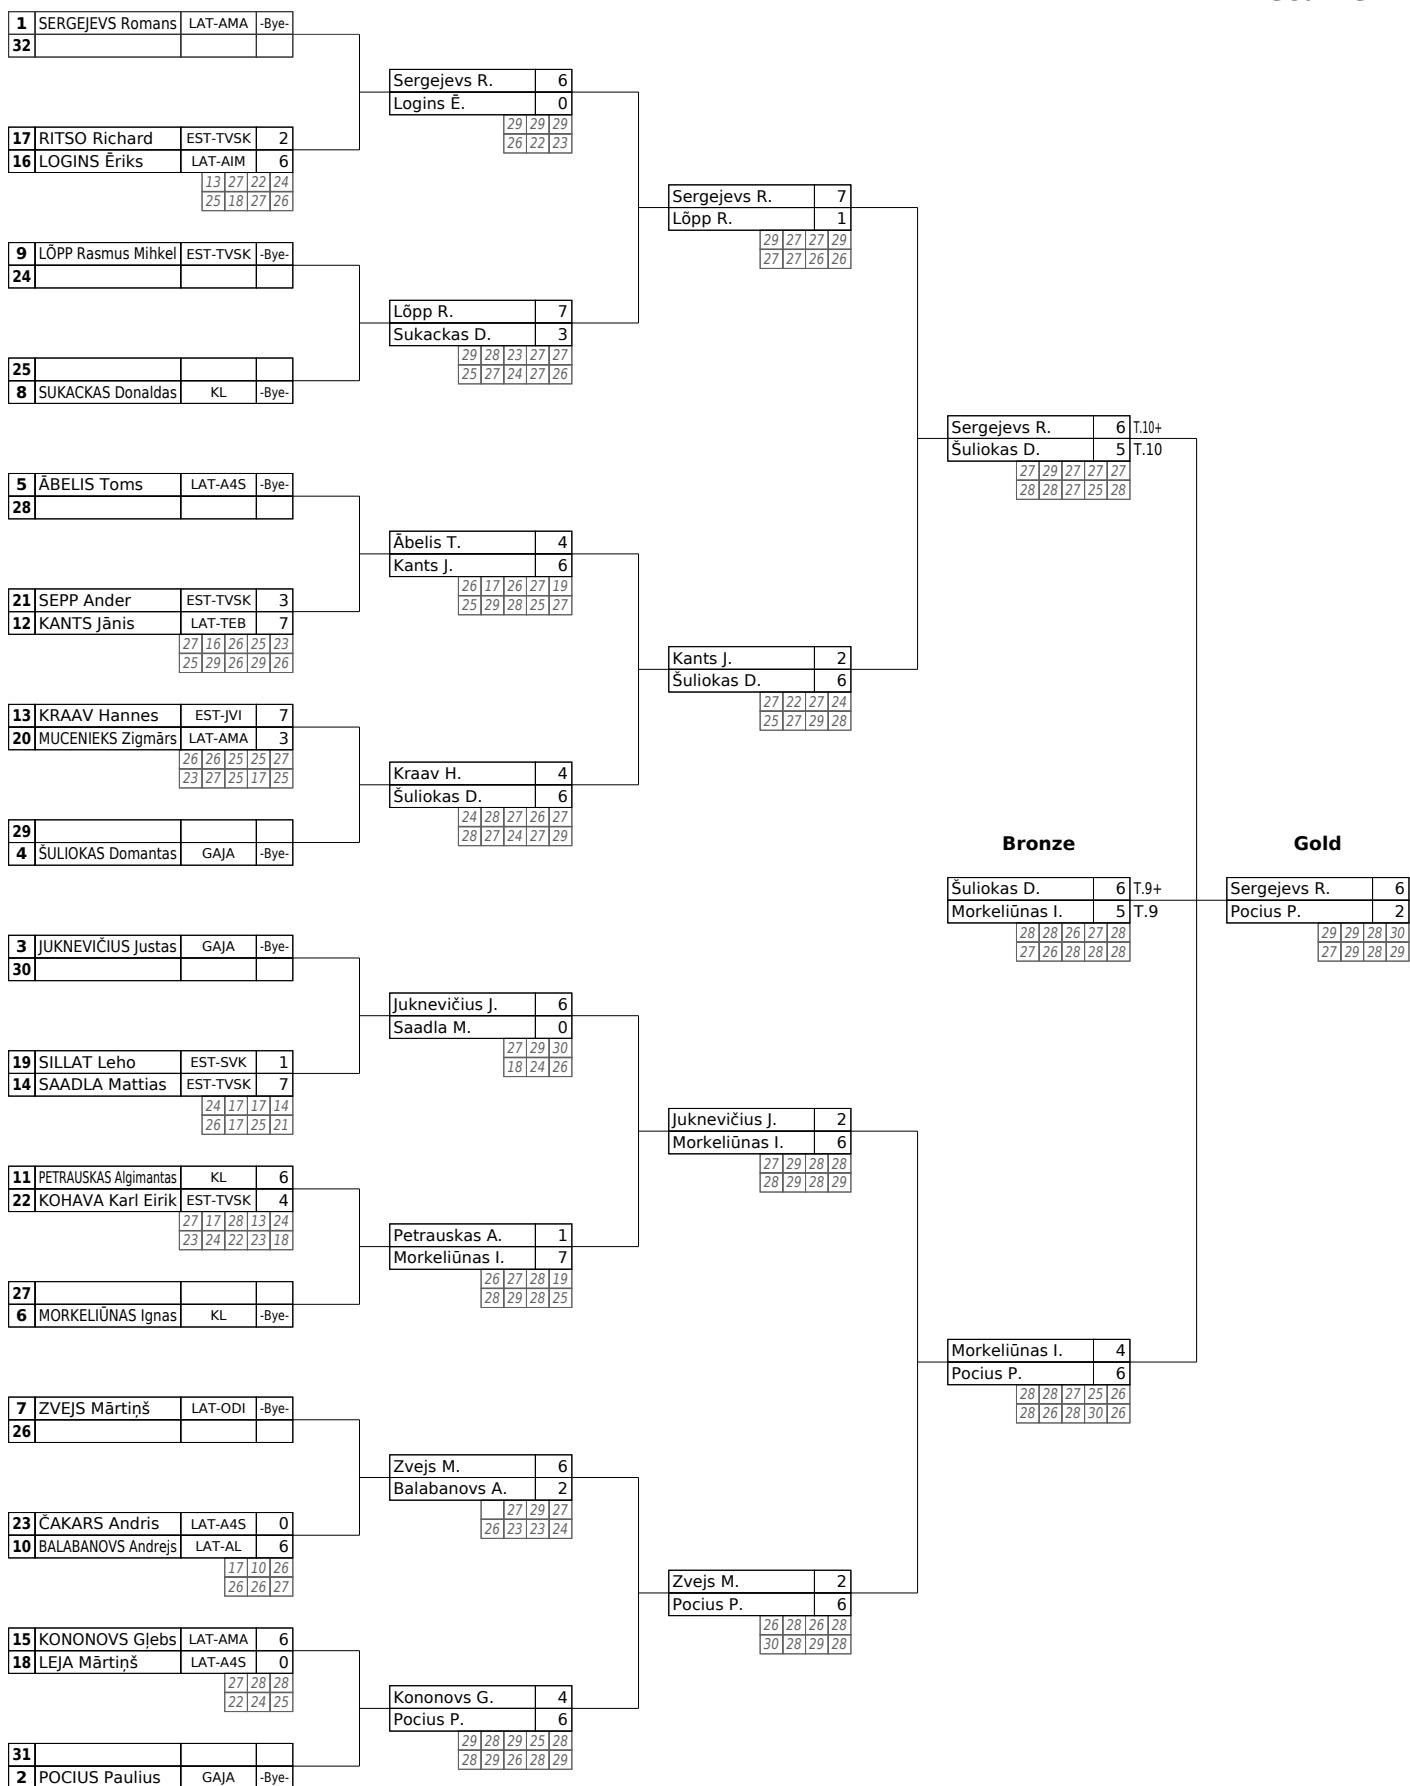 1 SERGEJEVS Romans LAT-AMA -Bye-
32
Sergejevs R. 6
Logins Ē. 0
29 29 29
26 22 23
17 RITSO Richard EST-TVSK 2
16 LOGINS Ēriks LAT-AIM 6
13 27 22 24
25 18 27 26
Sergejevs R. 7
Lõpp R. 1
29 27 27 29
27 27 26 26
9 LÕPP Rasmus Mihkel EST-TVSK -Bye-
24
Lõpp R. 7
Sukackas D. 3
29 28 23 27 27
25 27 24 27 26
25
8 SUKACKAS Donaldas KL -Bye-
Sergejevs R. 6 T.10+
Šuliokas D. 5 T.10
27 29 27 27 27
28 28 27 25 28
5 ĀBELIS Toms LAT-A4S -Bye-
28
Ābelis T. 4
Kants J. 6
26 17 26 27 19
25 29 28 25 27
21 SEPP Ander EST-TVSK 3
12 KANTS Jānis LAT-TEB 7
27 16 26 25 23
25 29 26 29 26
Kants J. 2
Šuliokas D. 6
27 22 27 24
25 27 29 28
13 KRAAV Hannes EST-JVI 7
20 MUCENIEKS Zigmārs LAT-AMA 3
26 26 25 25 27
23 27 25 17 25
Kraav H. 4
Šuliokas D. 6
24 28 27 26 27
28 27 24 27 29
29
4 ŠULIOKAS Domantas GAJA -Bye-
Bronze Gold
Šuliokas D. 6 T.9+
Morkeliūnas I. 5 T.9
28 28 26 27 28
27 26 28 28 28
Sergejevs R. 6
Pocius P. 2
29 29 28 30
27 29 28 29
3 JUKNEVIČIUS Justas GAJA -Bye-
30
Juknevičius J. 6
Saadla M. 0
27 29 30
18 24 26
19 SILLAT Leho EST-SVK 1
14 SAADLA Mattias EST-TVSK 7
24 17 17 14
26 17 25 21
Juknevičius J. 2
Morkeliūnas I. 6
27 29 28 28
28 29 28 29
11 PETRAUSKAS Algimantas KL 6
22 KOHAVA Karl Eirik EST-TVSK 4
27 17 28 13 24
23 24 22 23 18
Petrauskas A. 1
Morkeliūnas I. 7
26 27 28 19
28 29 28 25
27
6 MORKELIŪNAS Ignas KL -Bye-
Morkeliūnas I. 4
Pocius P. 6
28 28 27 25 26
28 26 28 30 26
7 ZVEJS Mārtiņš LAT-ODI -Bye-
26
Zvejs M. 6
Balabanovs A. 2
27 29 27
26 23 23 24
23 ČAKARS Andris LAT-A4S 0
10 BALABANOVS Andrejs LAT-AL 6
17 10 26
26 26 27
Zvejs M. 2
Pocius P. 6
26 28 26 28
30 28 29 28
15 KONONOVS Gļebs LAT-AMA 6
18 LEJA Mārtiņš LAT-A4S 0
27 28 28
22 24 25
Kononovs G. 4
Pocius P. 6
29 28 29 25 28
28 29 26 28 29
31
2 POCIUS Paulius GAJA -Bye-